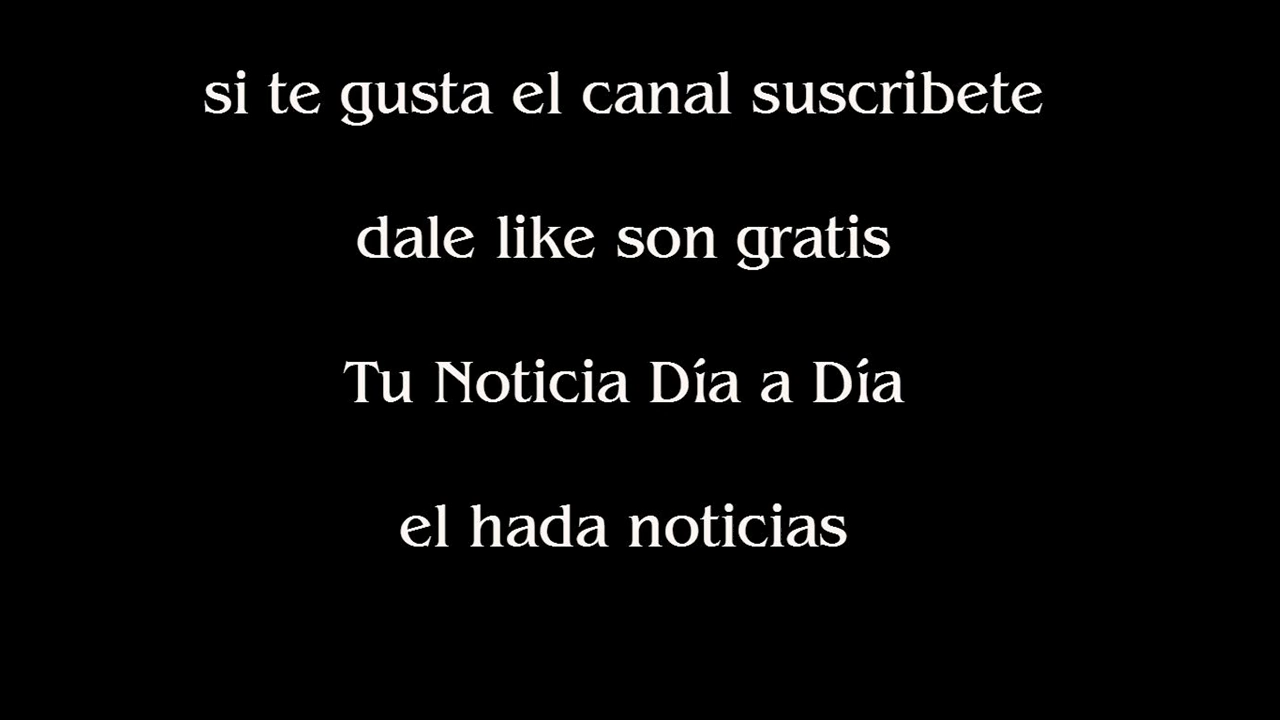 si te gusta el canal suscribete
dale like son gratis
Tu Noticia Día a Día
el hada noticias